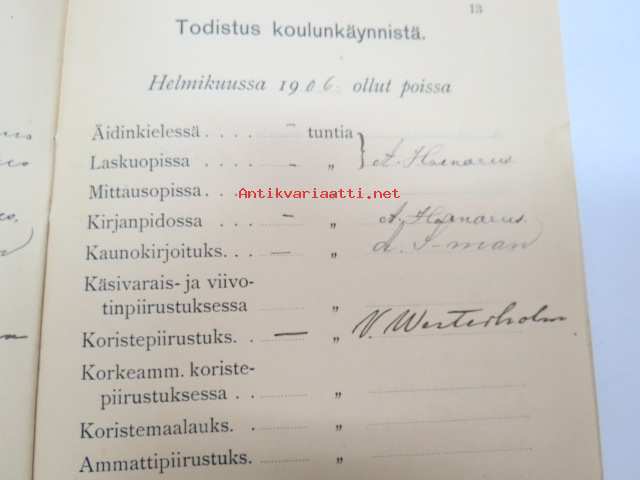 13
Todistus koulunkäynnistä.
Helmikuussa 1906. ollut poissa
Äidinkielessä . . . . – tuntia
Laskuopissa . . . . – „ A.
Mittausopissa . . . „
Antikvariaatti.net
Kirjanpidossa . . . – „ A.
Kaunokirjoituks. . . — „
Käsivarais- ja viivo-
tinpiirustuksessa „
Koristepiirustuks. — „ V. Westerholm.
Korkeamm. koriste-
piirustuksessa . . „
Koristemaalauks. . „
Ammattipiirustuks. „